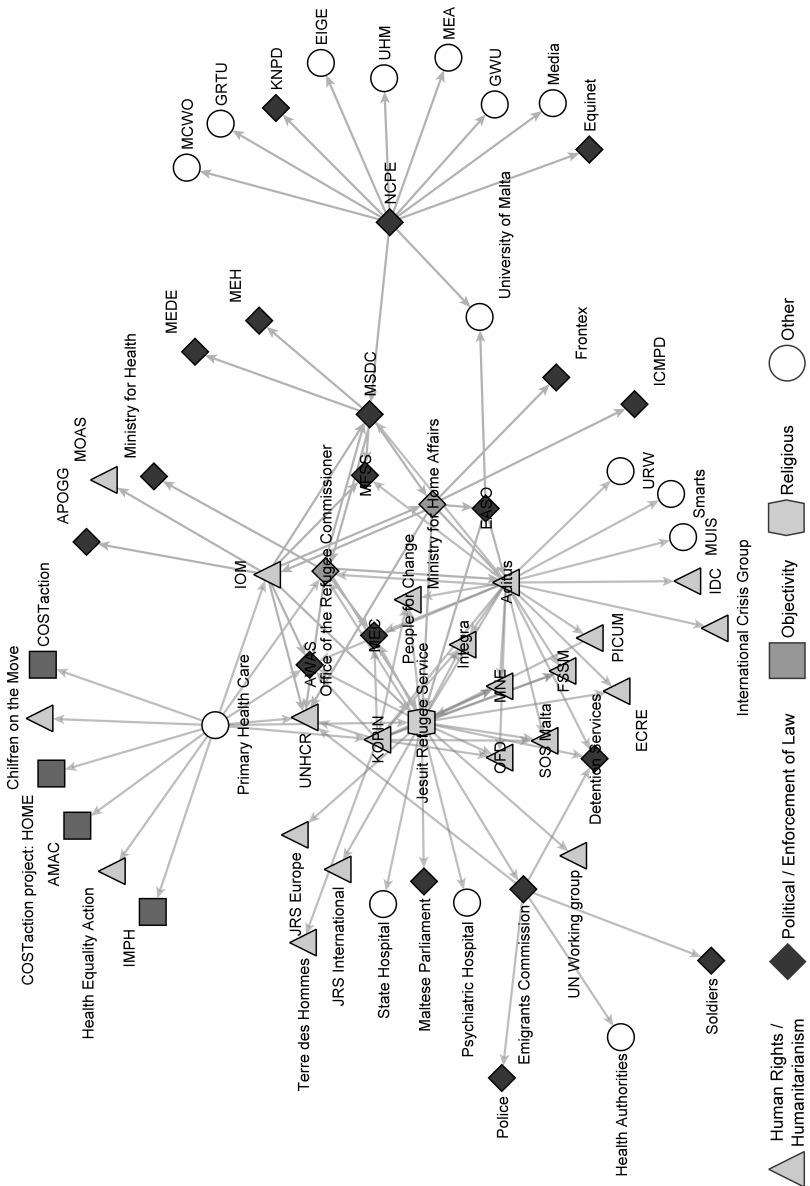 Chilfren on the Move
COSTaction project: HOME
COSTaction
AMAC
APOGG
MOAS
Health Equality Action
IMPH
Ministry for Health
MEDE
MCWO
GRTU
MEH
IOM
Primary Health Care
KNPD
Terre des Hommes
JRS Europe
UNHCR
AWAS
EIGE
Office of the Refugee Commissioner
JRS International
MFSS
MSDC
KOPIN
MEC
State Hospital
UHM
NCPE
People for Change
Maltese Parliament
Jesuit Refugee Service
Ministry for Home Affairs
MEA
Psychiatric Hospital
Integra
EASO
GWU
Police
OFD
MNE
Aditus
University of Malta
Emigrants Commission
SOS Malta
Media
FSSM
UN Working group
Frontex
Equinet
Detention Services
PICUM
Health Authorities
ECRE
URW
ICMPD
Smarts
MUIS
Soldiers
IDC
International Crisis Group
Human Rights /
Humanitarianism
Political / Enforcement of Law
Objectivity
Religious
Other